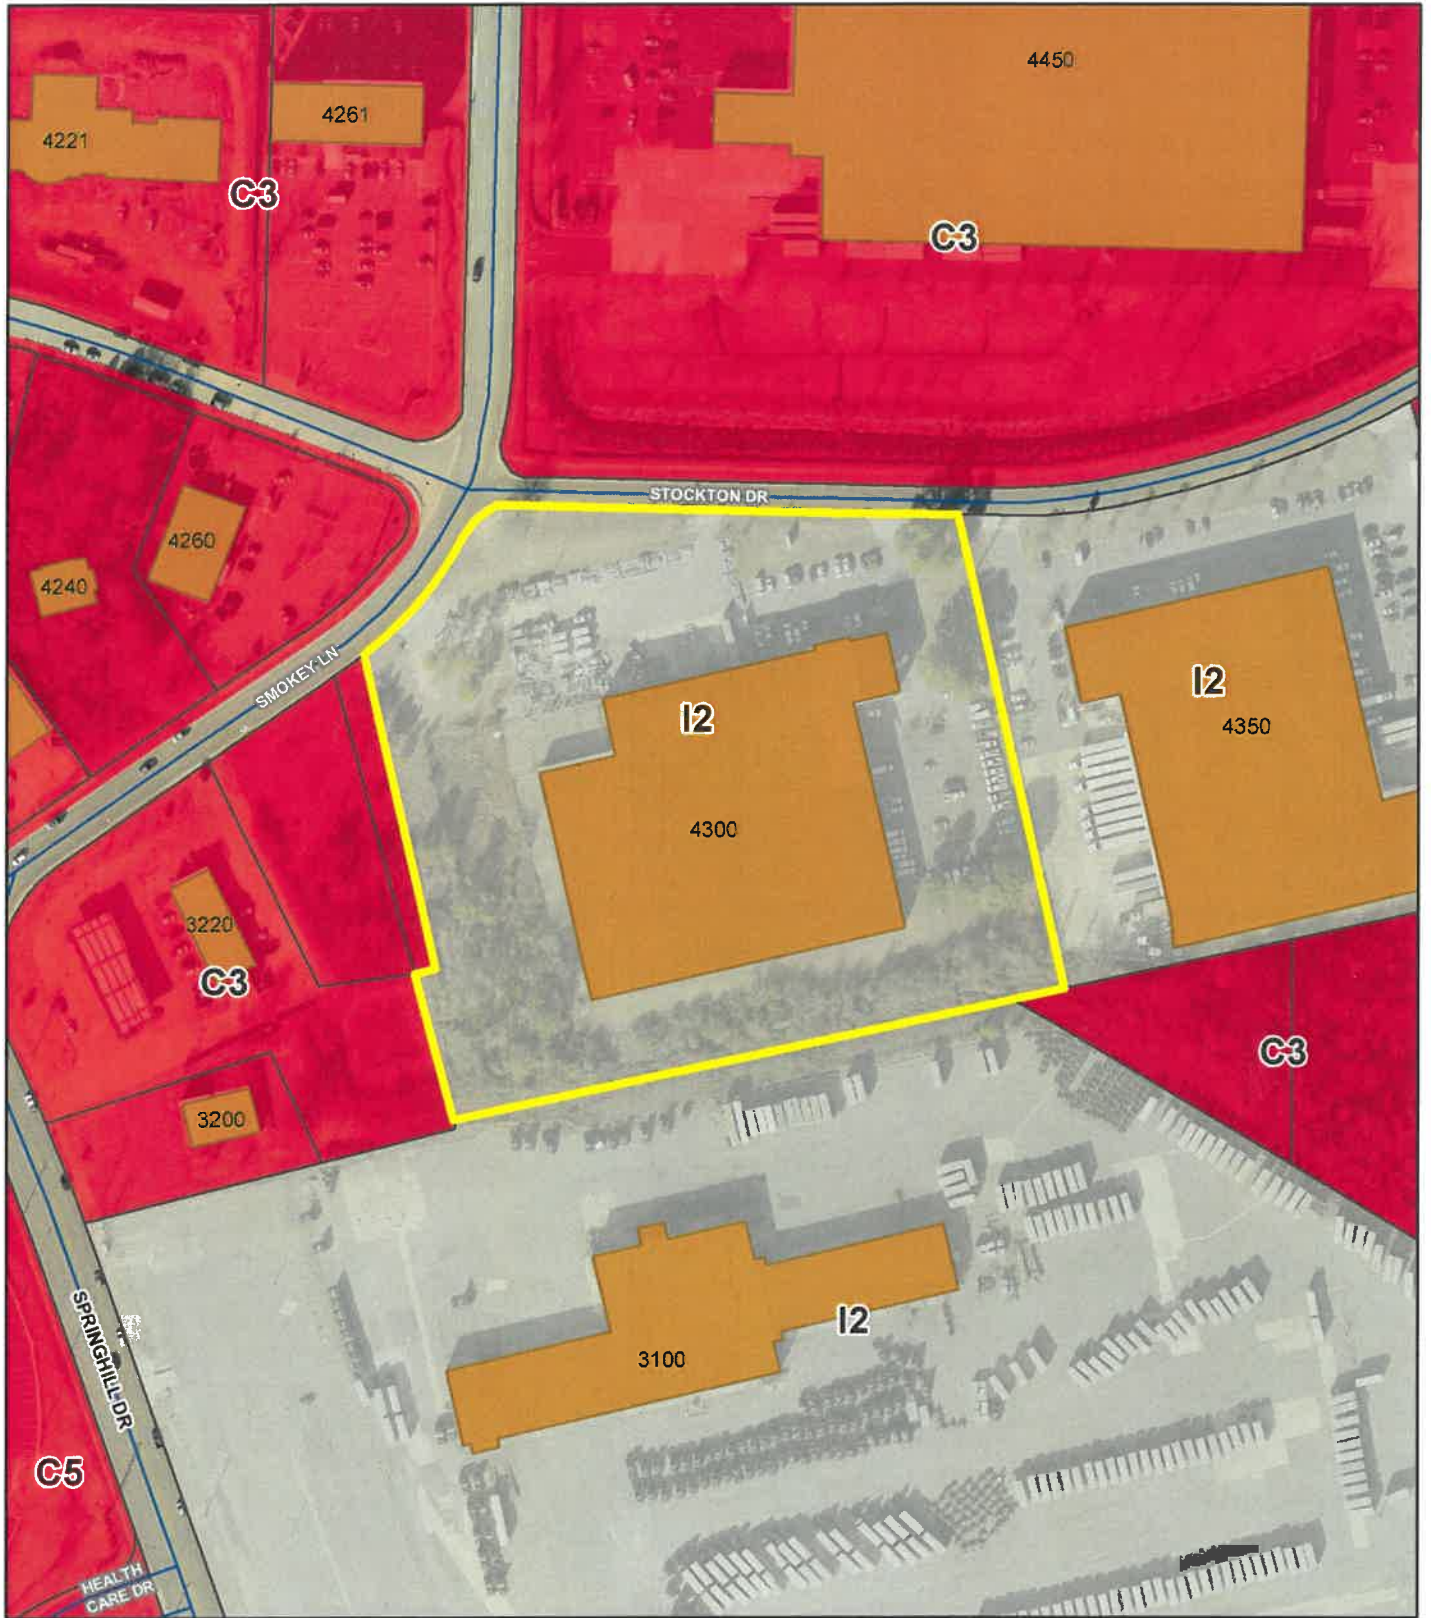 4450
4261
4221
C-3
C-3
STOCKTON DR
4260
4240
SMOKEY LN
I2
I2
4350
4300
3220
C-3
C-3
3200
SPRINGHILL DR
I2
3100
C5
HEALTH
CARE DR